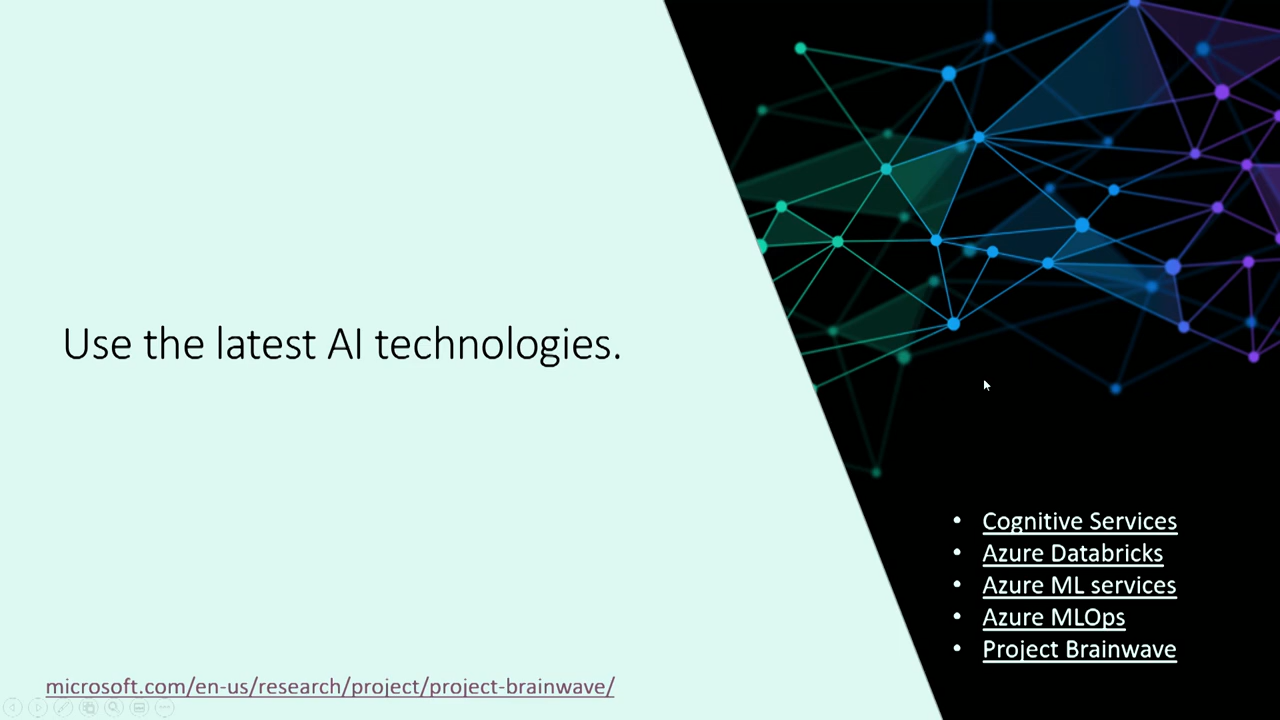 Use the latest AI technologies.
• Cognitive Services
• Azure Databricks
• Azure ML services
• Azure MLOps
• Project Brainwave
microsoft.com/en-us/research/project/project-brainwave/